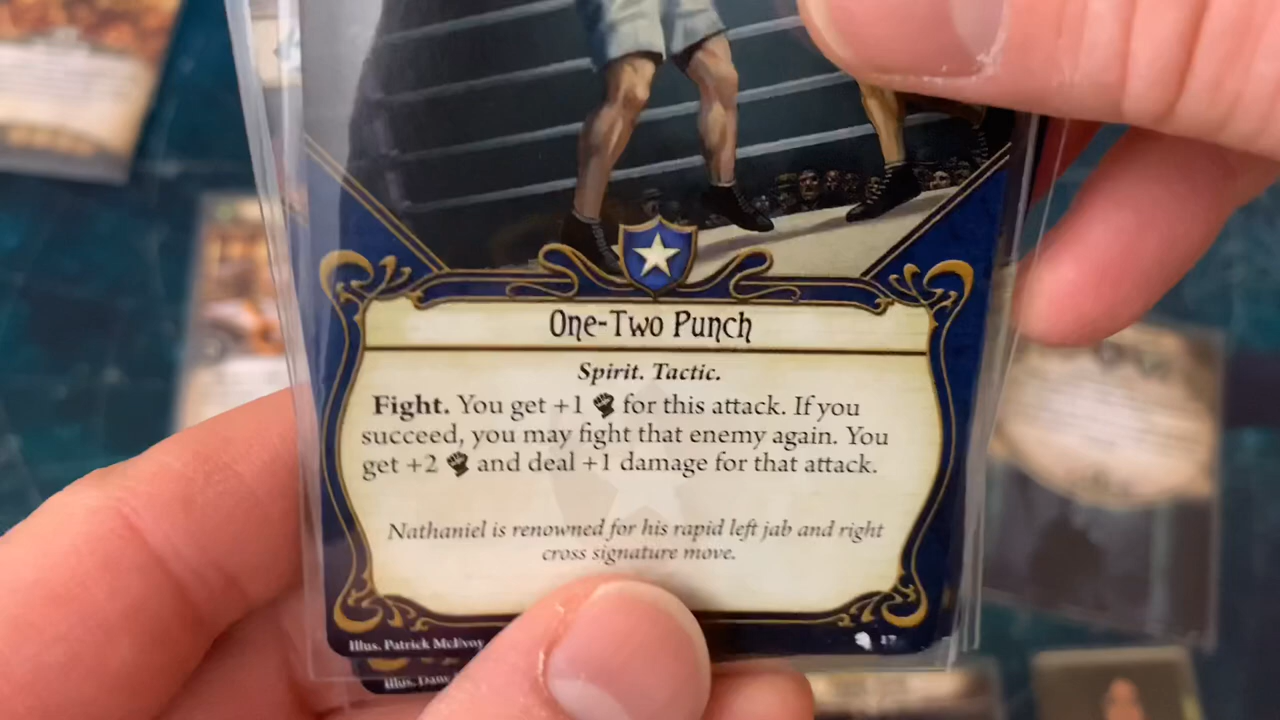 One-Two Punch
Spirit. Tactic.
Fight. You get +1 for this attack. If you
succeed, you may fight that enemy again. You
get +2 and deal +1 damage for that attack.
Nathaniel is renowned for his rapid left jab and right
cross signature move.
Illus. Patrick McEvoy
17
Illus.